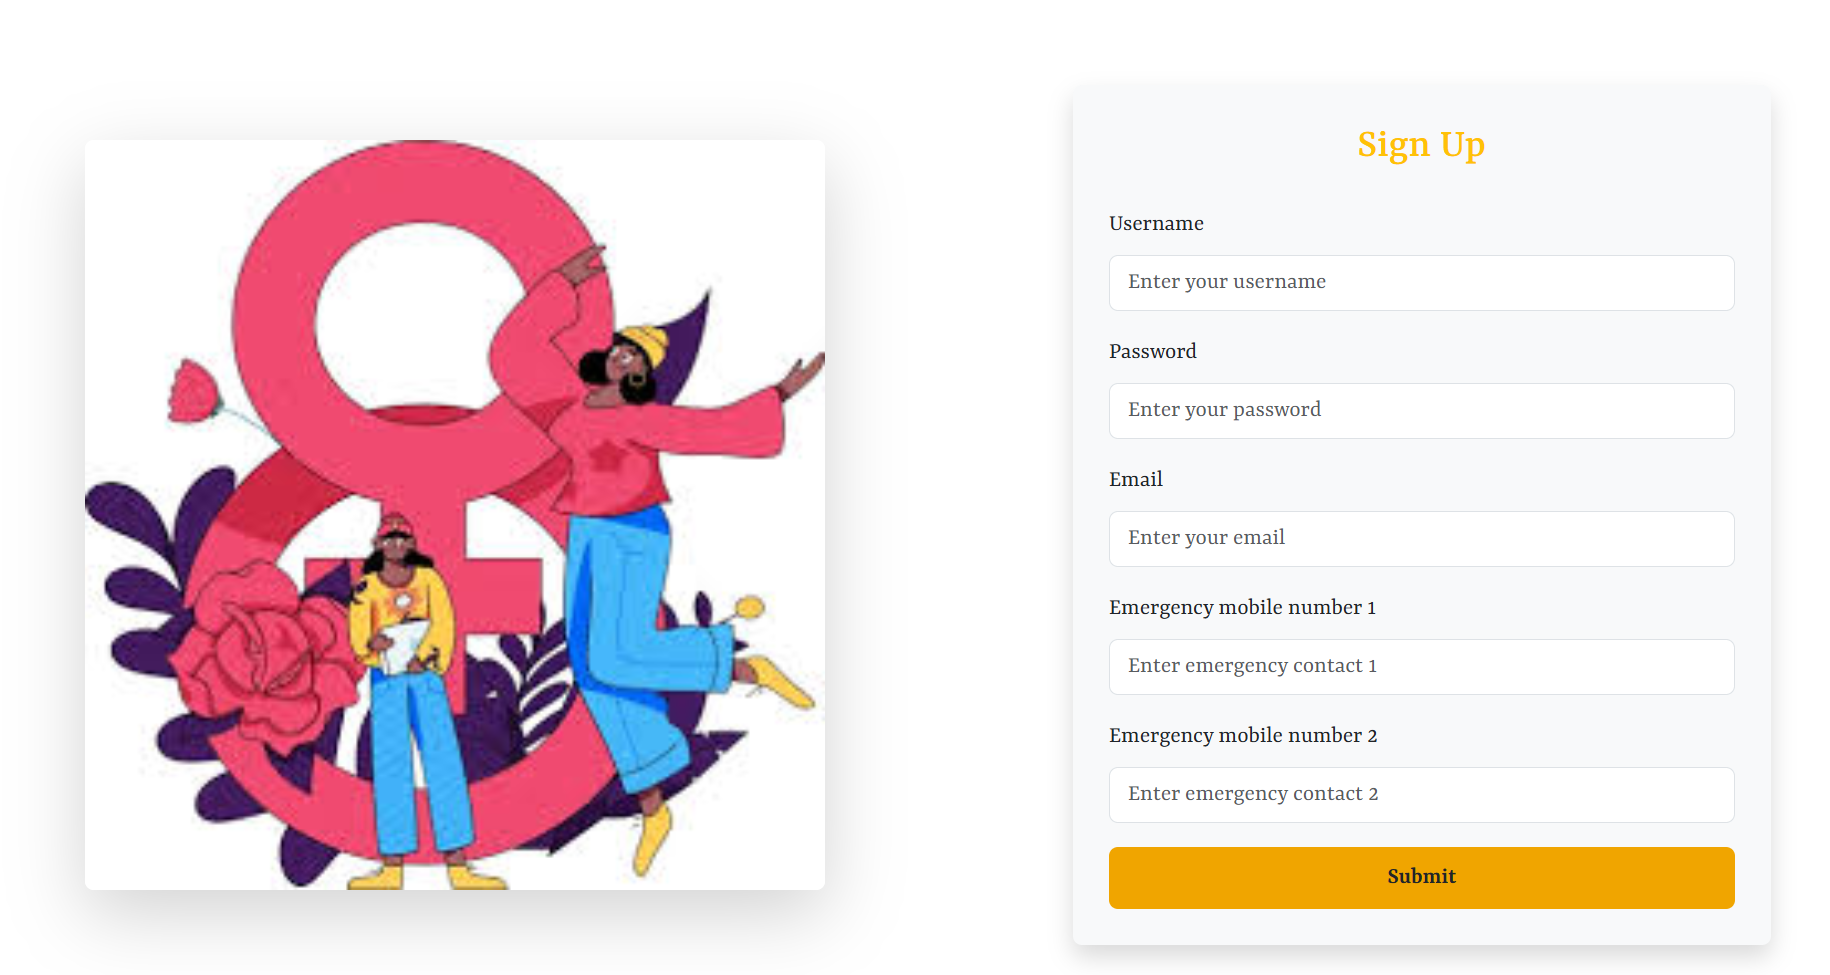 Sign Up
Username
Enter your username
Password
Enter your password
Email
Enter your email
Emergency mobile number 1
Enter emergency contact 1
Emergency mobile number 2
Enter emergency contact 2
Submit